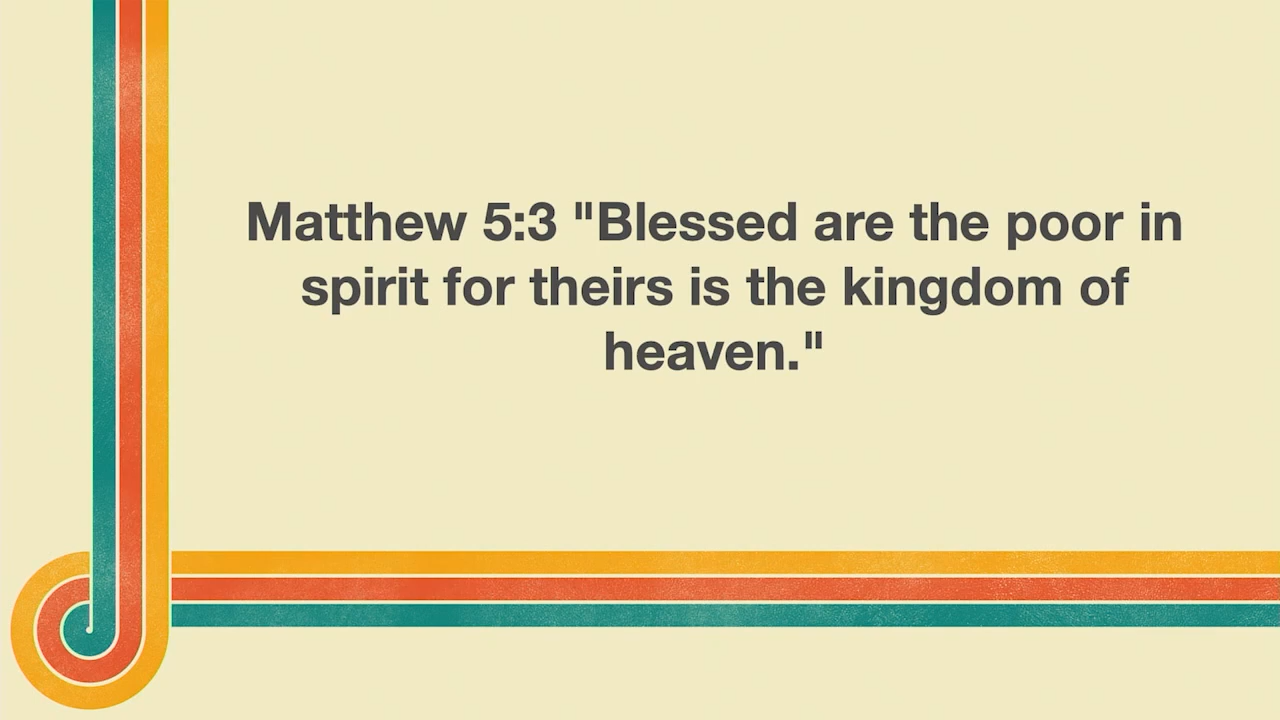 Matthew 5:3 "Blessed are the poor in
spirit for theirs is the kingdom of
heaven."